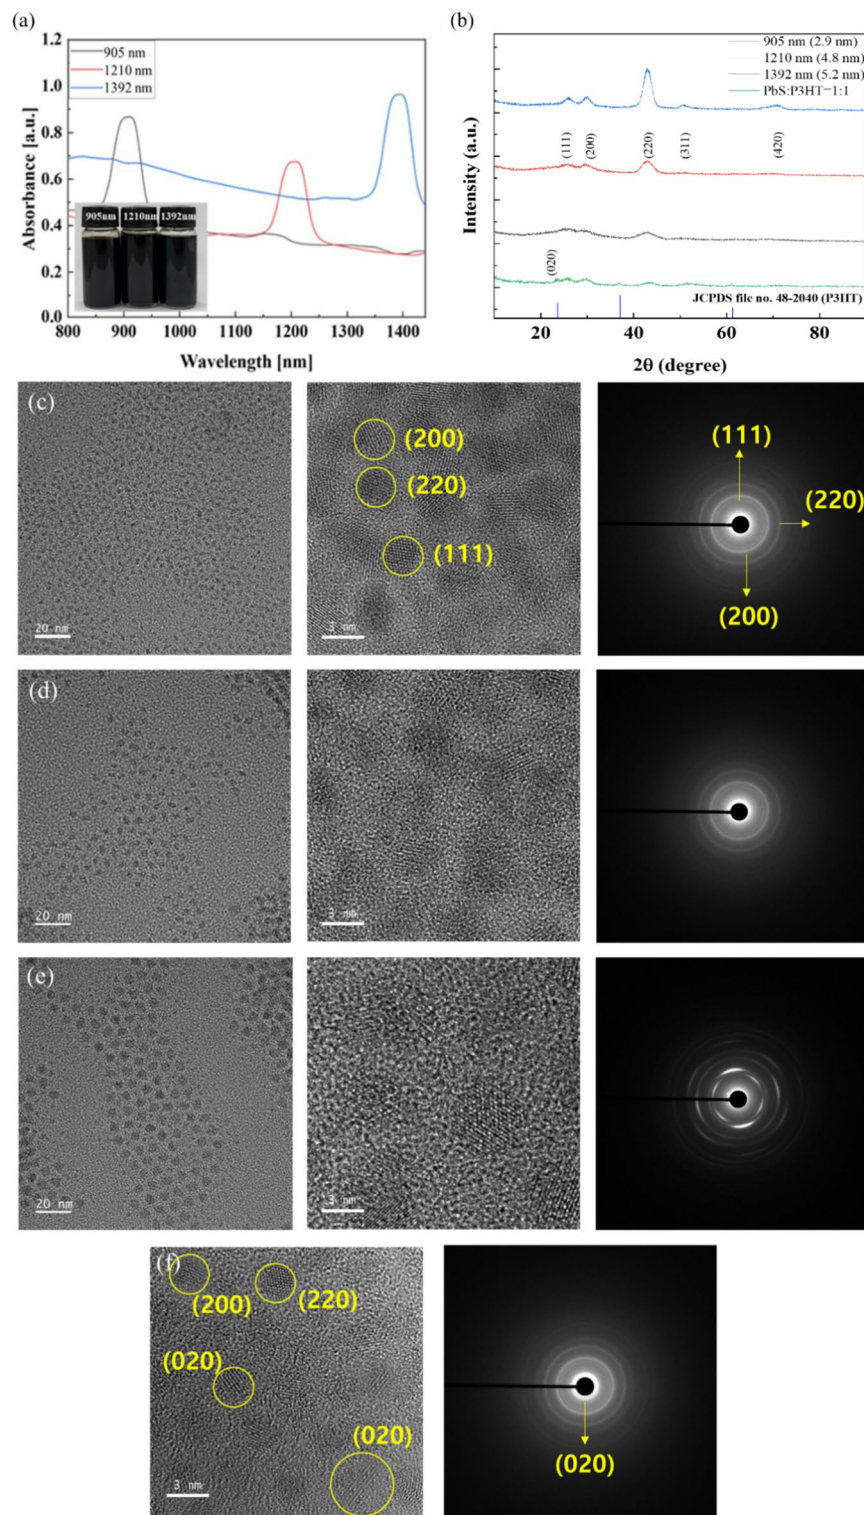 (a)
1.2
1.0
0.8
0.6
0.4
0.2
0.0
Absorbance [a.u.]
905 nm
1210 nm
1392 nm
905nm 1210nm 1392nm
800 900 1000 1100 1200 1300 1400
Wavelength [nm]
(b)
905 nm (2.9 nm)
1210 nm (4.8 nm)
1392 nm (5.2 nm)
PbS:P3HT=1:1
Intensity (a.u.)
(111) (200) (220) (311) (420)
(020)
JCPDS file no. 48-2040 (P3HT)
20 40 60 80
2θ (degree)
(c)
20 nm
(200)
(220)
(111)
3 nm
(111)
(220)
(200)
(d)
20 nm
3 nm
(e)
20 nm
3 nm
(f)
(200) (220)
(020)
(020)
3 nm
(020)